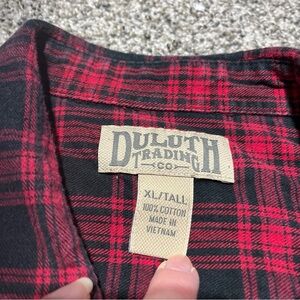 DULUTH
TRADING
CO
XL/TALL
100% COTTON
MADE IN
VIETNAM